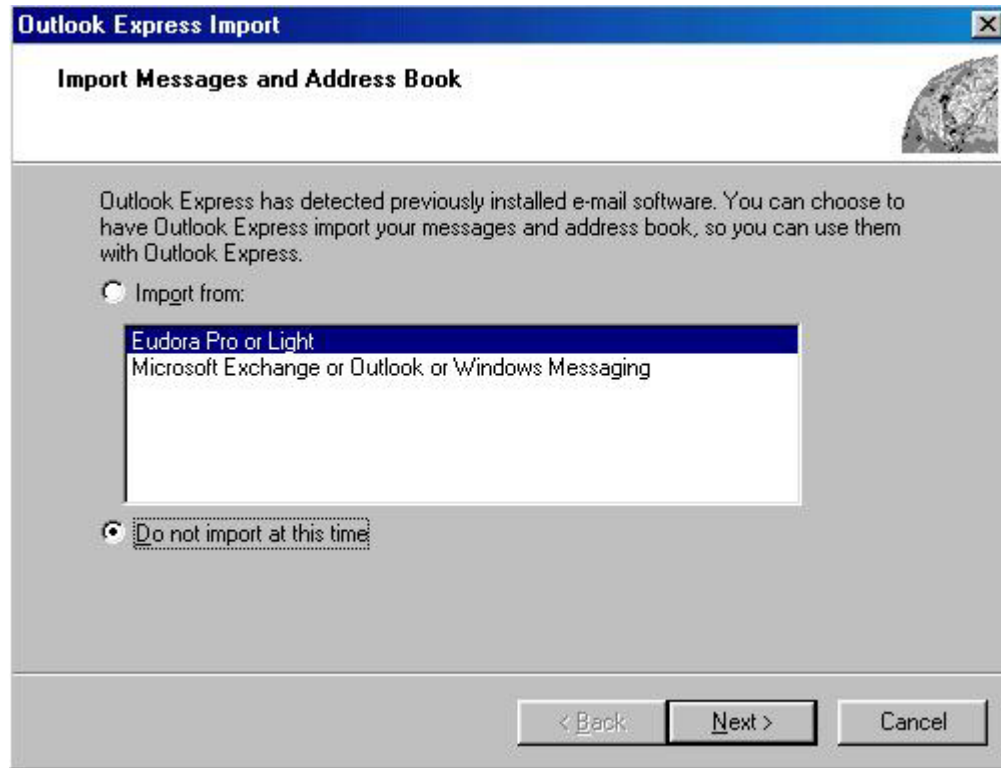 Outlook Express Import
Import Messages and Address Book
Outlook Express has detected previously installed e-mail software. You can choose to
have Outlook Express import your messages and address book, so you can use them
with Outlook Express.
Import from:
Eudora Pro or Light
Microsoft Exchange or Outlook or Windows Messaging
Do not import at this time
< Back Next > Cancel